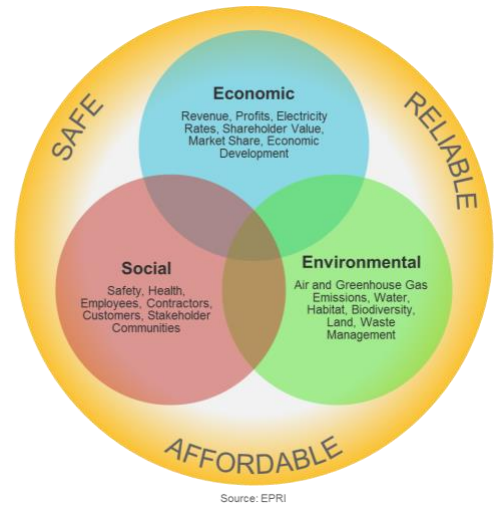 SAFE
RELIABLE
Economic
Revenue, Profits, Electricity
Rates, Shareholder Value,
Market Share, Economic
Development
Social
Safety, Health,
Employees, Contractors,
Customers, Stakeholder
Communities
Environmental
Air and Greenhouse Gas
Emissions, Water,
Habitat, Biodiversity,
Land, Waste
Management
AFFORDABLE
Source: EPRI